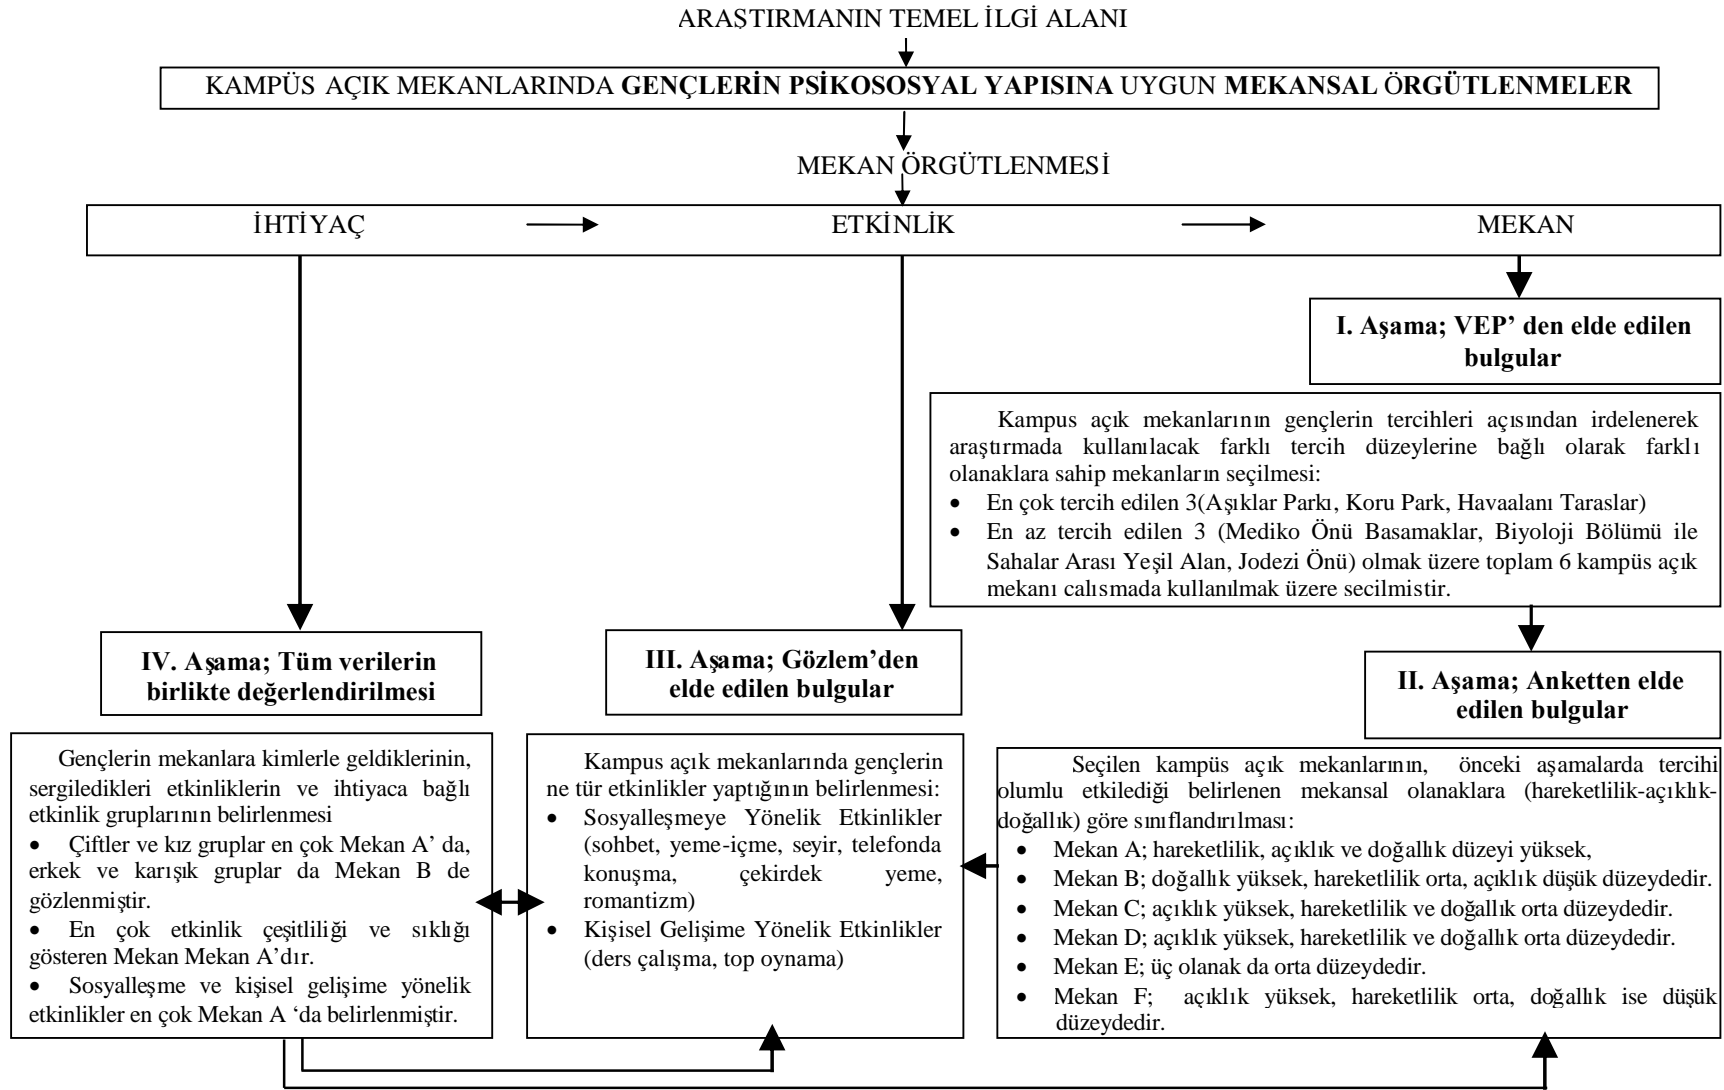 ARAŞTIRMANIN TEMEL İLGİ ALANI
KAMPÜS AÇIK MEKANLARINDA GENÇLERİN PSİKOSOSYAL YAPISINA UYGUN MEKANSAL ÖRGÜTLENMELER
MEKAN ÖRGÜTLENMESİ
İHTİYAÇ
ETKİNLİK
MEKAN
I. Aşama; VEP’ den elde edilen
bulgular
Kampus açık mekanlarının gençlerin tercihleri açısından irdelenerek
araştırmada kullanılacak farklı tercih düzeylerine bağlı olarak farklı
olanaklara sahip mekanların seçilmesi:
• En çok tercih edilen 3(Aşıklar Parkı, Koru Park, Havaalanı Taraslar)
• En az tercih edilen 3 (Mediko Önü Basamaklar, Biyoloji Bölümü ile
Sahalar Arası Yeşil Alan, Jodezi Önü) olmak üzere toplam 6 kampüs açık
mekanı calısmada kullanılmak üzere secilmistir.
IV. Aşama; Tüm verilerin
birlikte değerlendirilmesi
III. Aşama; Gözlem’den
elde edilen bulgular
II. Aşama; Anketten elde
edilen bulgular
Gençlerin mekanlara kimlerle geldiklerinin,
sergiledikleri etkinliklerin ve ihtiyaca bağlı
etkinlik gruplarının belirlenmesi
• Çiftler ve kız gruplar en çok Mekan A’ da,
erkek ve karışık gruplar da Mekan B de
gözlenmiştir.
• En çok etkinlik çeşitliliği ve sıklığı
gösteren Mekan Mekan A’dır.
• Sosyalleşme ve kişisel gelişime yönelik
etkinlikler en çok Mekan A ‘da belirlenmiştir.
Kampus açık mekanlarında gençlerin
ne tür etkinlikler yaptığının belirlenmesi:
• Sosyalleşmeye Yönelik Etkinlikler
(sohbet, yeme-içme, seyir, telefonda
konuşma, çekirdek yeme,
romantizm)
• Kişisel Gelişime Yönelik Etkinlikler
(ders çalışma, top oynama)
Seçilen kampüs açık mekanlarının, önceki aşamalarda tercihi
olumlu etkilediği belirlenen mekansal olanaklara (hareketlilik-açıklık-
doğallık) göre sınıflandırılması:
• Mekan A; hareketlilik, açıklık ve doğallık düzeyi yüksek,
• Mekan B; doğallık yüksek, hareketlilik orta, açıklık düşük düzeydedir.
• Mekan C; açıklık yüksek, hareketlilik ve doğallık orta düzeydedir.
• Mekan D; açıklık yüksek, hareketlilik ve doğallık orta düzeydedir.
• Mekan E; üç olanak da orta düzeydedir.
• Mekan F; açıklık yüksek, hareketlilik orta, doğallık ise düşük
düzeydedir.